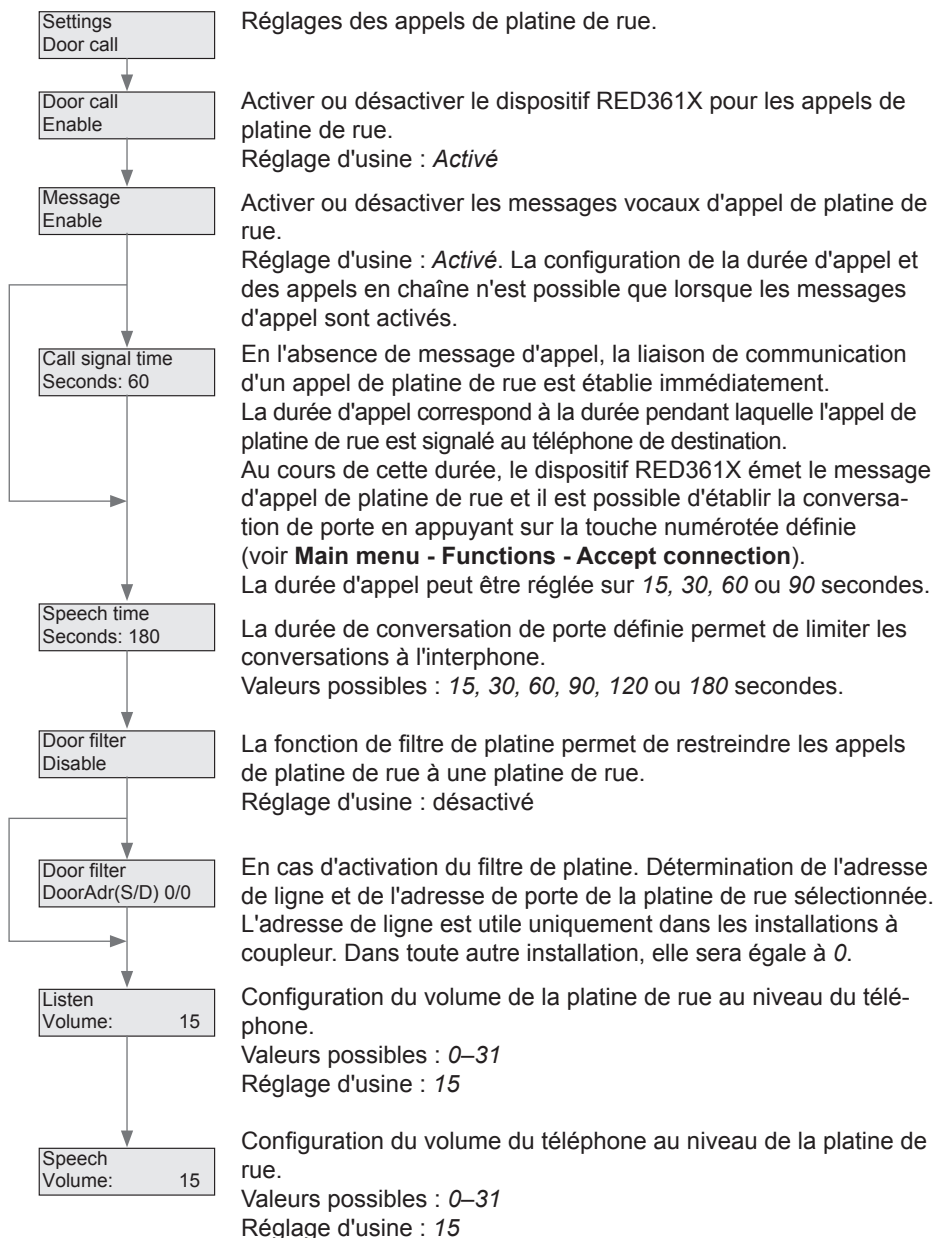 Settings
Door call
Réglages des appels de platine de rue.
Door call
Enable
Activer ou désactiver le dispositif RED361X pour les appels de
platine de rue.
Réglage d'usine : Activé
Message
Enable
Activer ou désactiver les messages vocaux d'appel de platine de
rue.
Réglage d'usine : Activé. La configuration de la durée d'appel et
des appels en chaîne n'est possible que lorsque les messages
d'appel sont activés.
Call signal time
Seconds: 60
En l'absence de message d'appel, la liaison de communication
d'un appel de platine de rue est établie immédiatement.
La durée d'appel correspond à la durée pendant laquelle l'appel de
platine de rue est signalé au téléphone de destination.
Au cours de cette durée, le dispositif RED361X émet le message
d'appel de platine de rue et il est possible d'établir la conversa-
tion de porte en appuyant sur la touche numérotée définie
(voir Main menu - Functions - Accept connection).
La durée d'appel peut être réglée sur 15, 30, 60 ou 90 secondes.
Speech time
Seconds: 180
La durée de conversation de porte définie permet de limiter les
conversations à l'interphone.
Valeurs possibles : 15, 30, 60, 90, 120 ou 180 secondes.
Door filter
Disable
La fonction de filtre de platine permet de restreindre les appels
de platine de rue à une platine de rue.
Réglage d'usine : désactivé
Door filter
DoorAdr(S/D) 0/0
En cas d'activation du filtre de platine. Détermination de l'adresse
de ligne et de l'adresse de porte de la platine de rue sélectionnée.
L'adresse de ligne est utile uniquement dans les installations à
coupleur. Dans toute autre installation, elle sera égale à 0.
Listen
Volume: 15
Configuration du volume de la platine de rue au niveau du télé-
phone.
Valeurs possibles : 0–31
Réglage d'usine : 15
Speech
Volume: 15
Configuration du volume du téléphone au niveau de la platine de
rue.
Valeurs possibles : 0–31
Réglage d'usine : 15